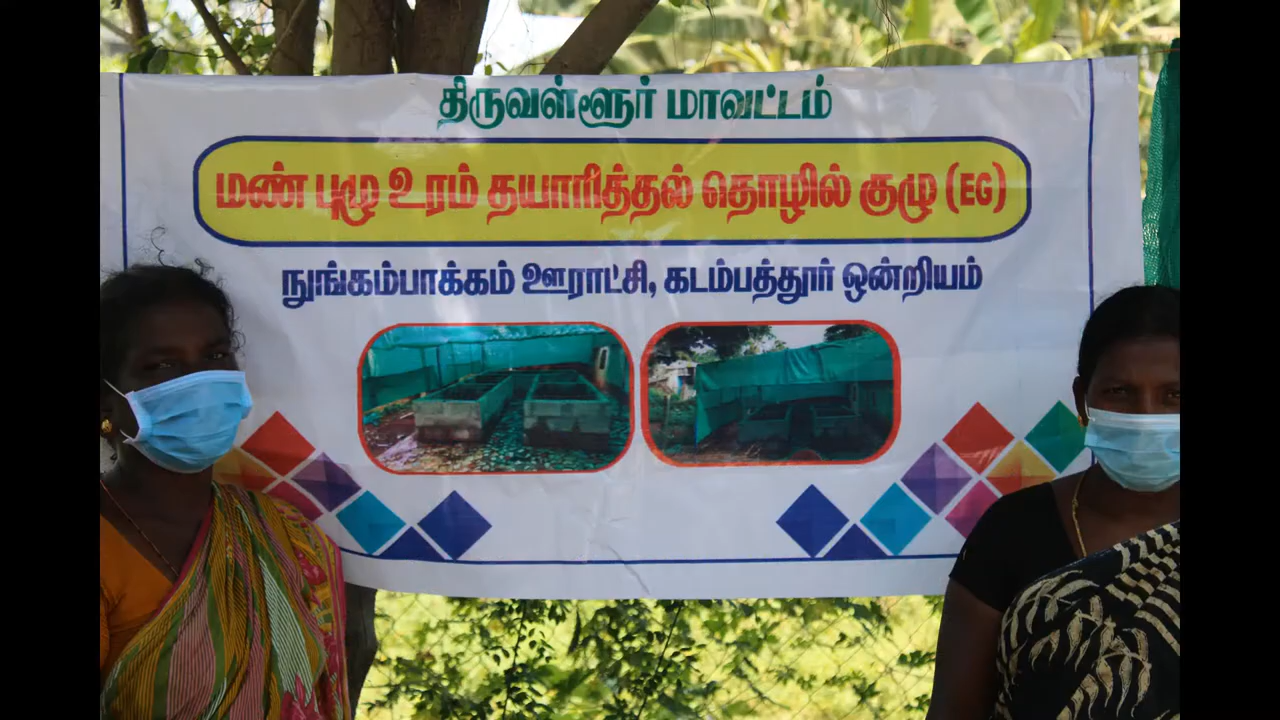 திருவள்ளூர் மாவட்டம்
மண் புழு உரம் தயாரித்தல் தொழில் குழு (EG)
நுங்கம்பாக்கம் ஊராட்சி, கடம்பத்தூர் ஒன்றியம்